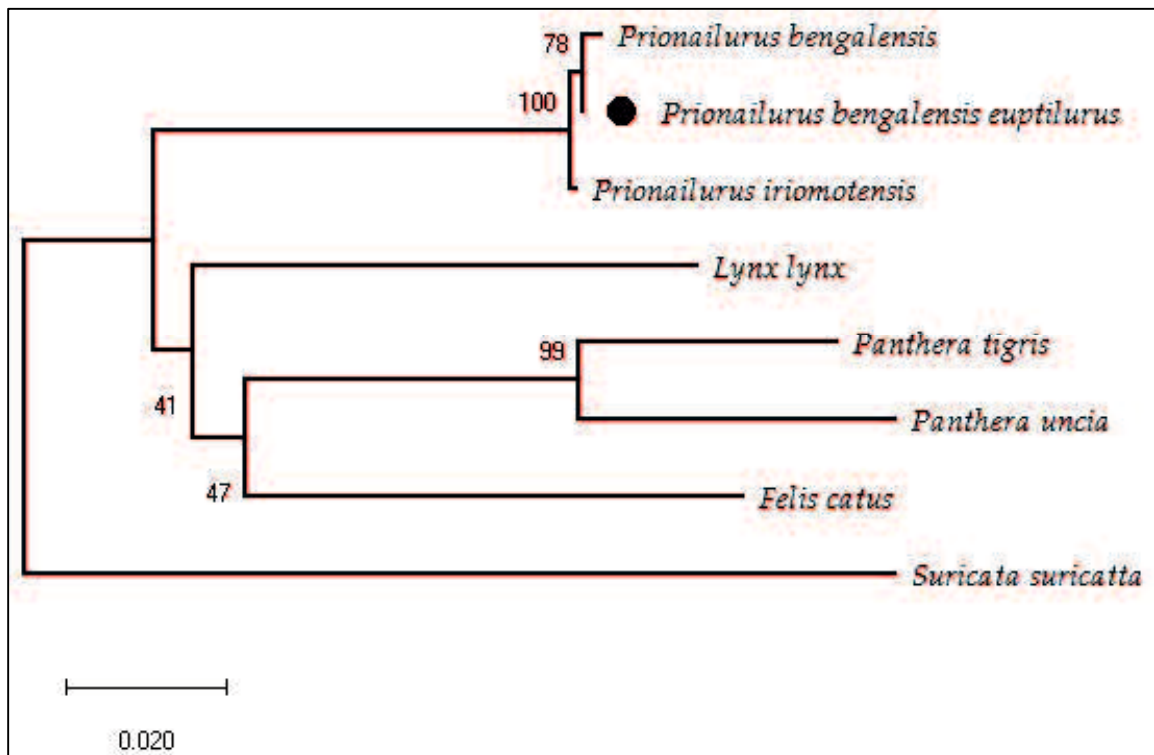 78
Prionailurus bengalensis
100
Prionailurus bengalensis euptilurus
Prionailurus iriomotensis
Lynx lynx
99
Panthera tigris
41
Panthera uncia
47
Felis catus
Suricata suricatta
0.020